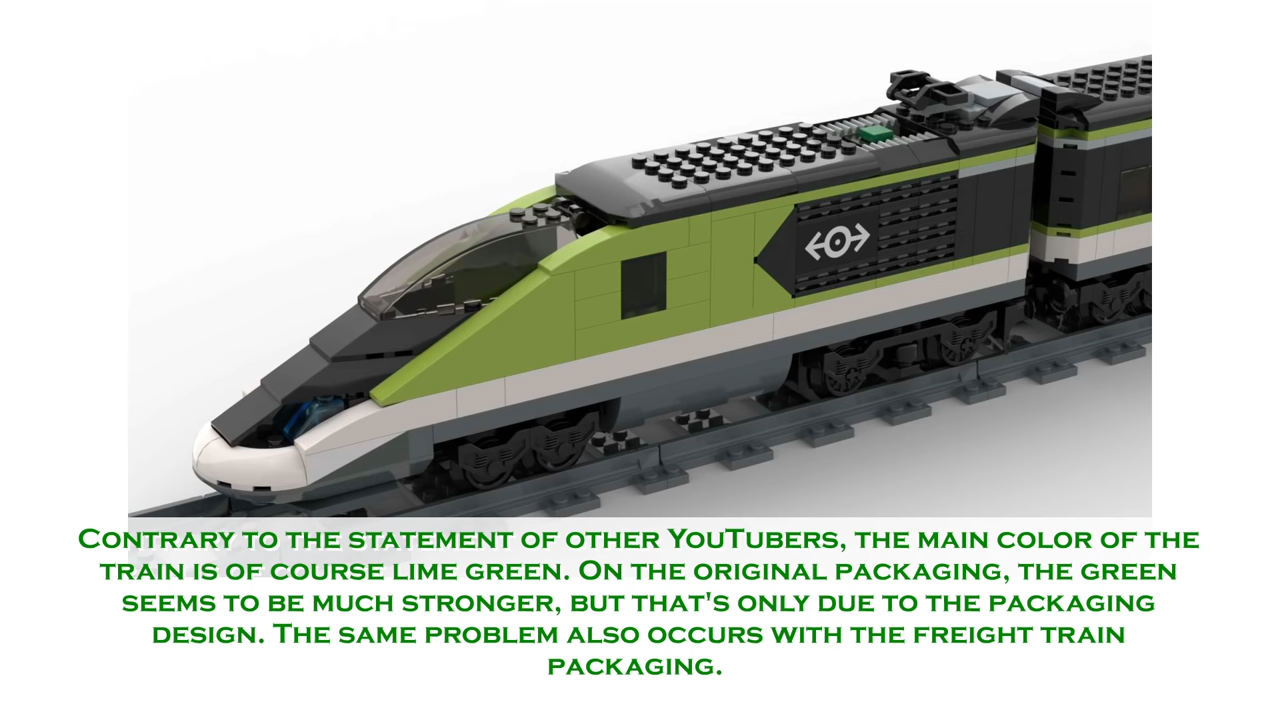 Contrary to the statement of other YouTubers, the main color of the
train is of course lime green. On the original packaging, the green
seems to be much stronger, but that's only due to the packaging
design. The same problem also occurs with the freight train
packaging.